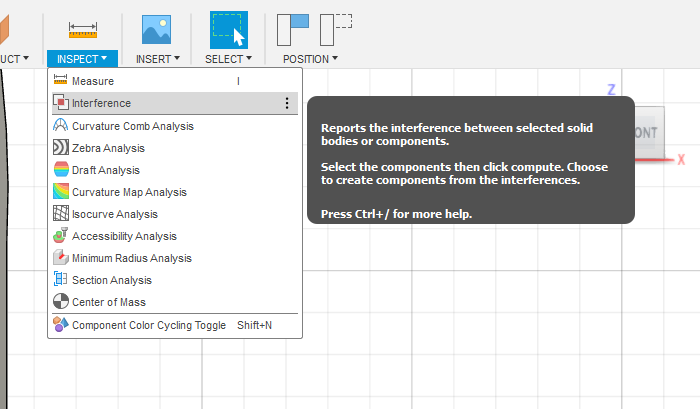 UCT INSPECT INSERT SELECT POSITION
Measure I
Interference
Curvature Comb Analysis
Zebra Analysis
Draft Analysis
Curvature Map Analysis
Isocurve Analysis
Accessibility Analysis
Minimum Radius Analysis
Section Analysis
Center of Mass
Component Color Cycling Toggle Shift+N
Reports the interference between selected solid
bodies or components.
Select the components then click compute. Choose
to create components from the interferences.
Press Ctrl+/ for more help.
Z
ONT
X